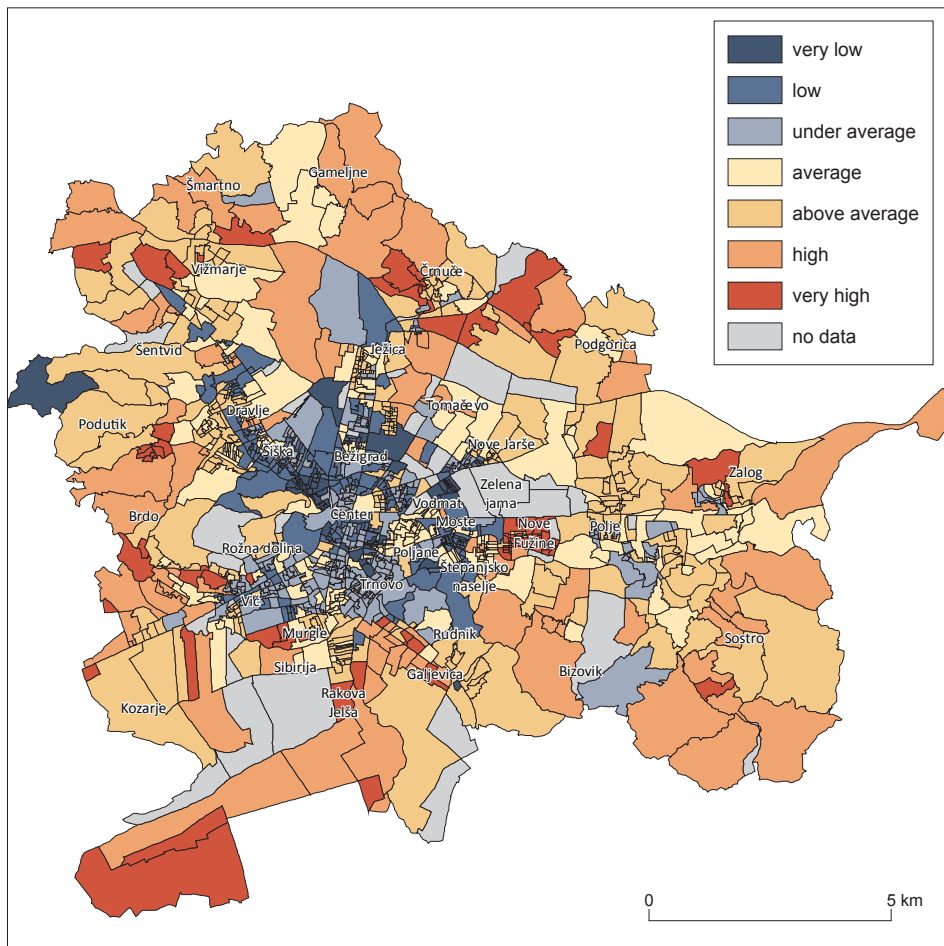 very low
low
under average
average
above average
high
very high
no data
Gameljne
Šmartno
Vižmarje
Črnuče
Šentvid
Ježica
Podgorica
Dravlje
Tomačevo
Podutik
Šiška
Bežigrad
Nove Jarše
Zalog
Zelena
jama
Vodmat
Center
Moste
Brdo
Nove
Fužine
Polje
Rožna dolina
Poljane
Štepanjsko
naselje
Trnovo
Vič
Murgle
Rudnik
Sostro
Sibirija
Galjevica
Bizovik
Rakova
Jelša
Kozarje
0
5 km